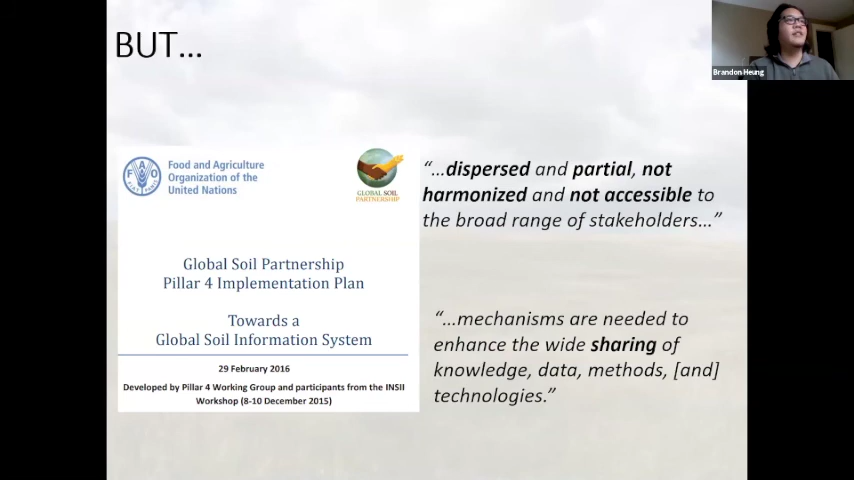 BUT...
Brandon Heung
Food and Agriculture
Organization of the
United Nations
GLOBAL SOIL
PARTNERSHIP
Global Soil Partnership
Pillar 4 Implementation Plan
Towards a
Global Soil Information System
29 February 2016
Developed by Pillar 4 Working Group and participants from the INSII
Workshop (8-10 December 2015)
“...dispersed and partial, not
harmonized and not accessible to
the broad range of stakeholders...”
“...mechanisms are needed to
enhance the wide sharing of
knowledge, data, methods, [and]
technologies.”